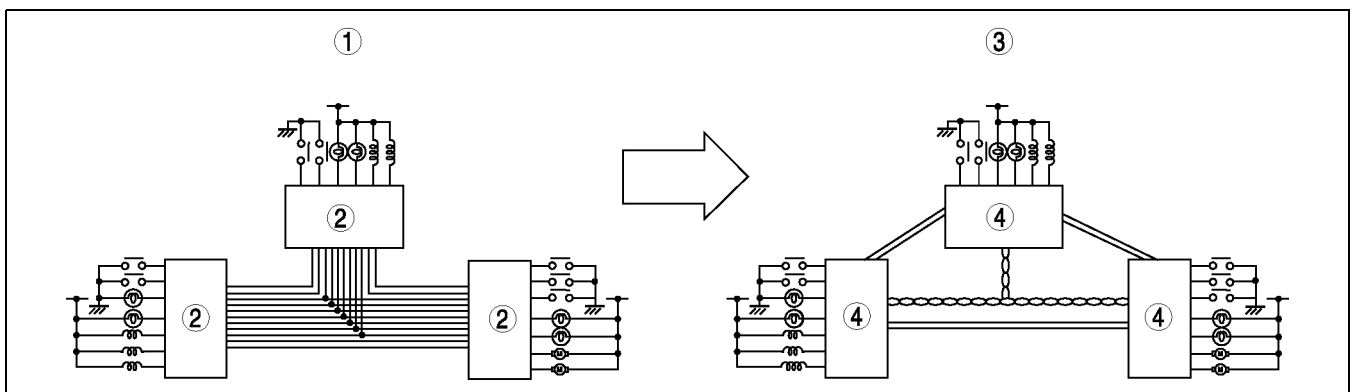 ① ③
② ④
② ② ④ ④
M M
M M